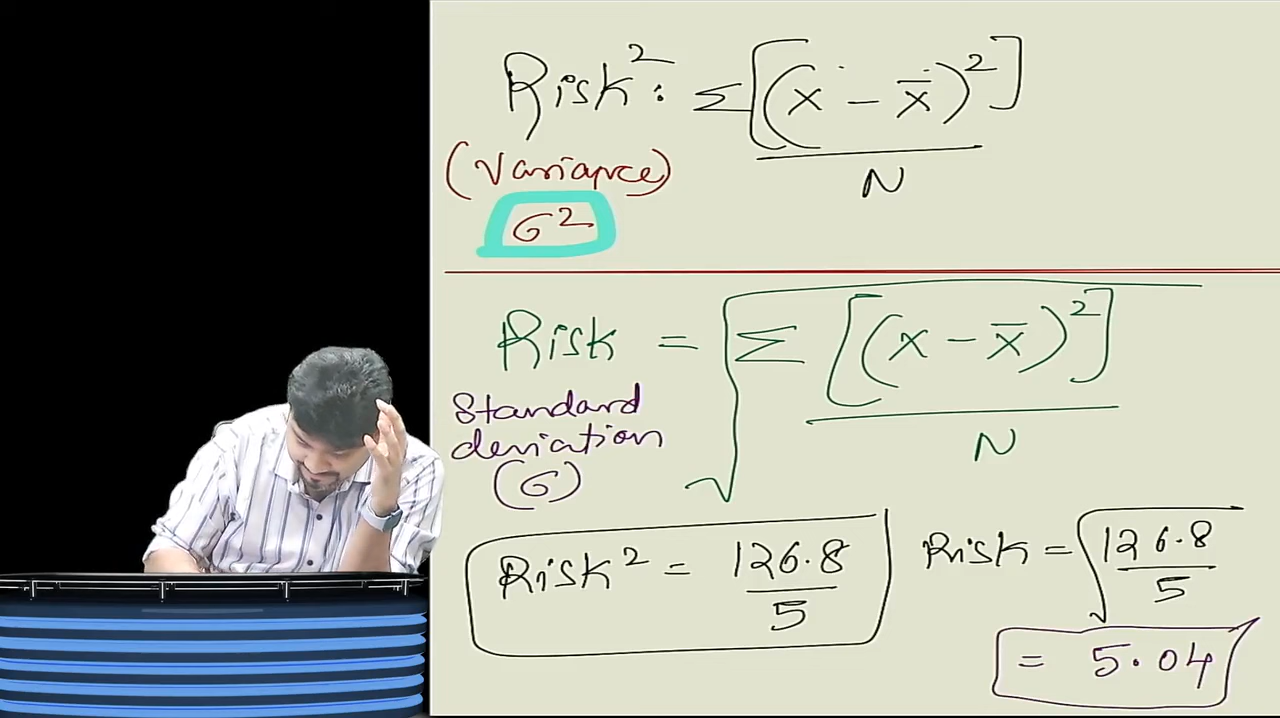 Risk²: Σ[(x - x̄)²]
N
(Variance)
σ²
Risk = √Σ[(x - x̄)²]
N
Standard
deviation
(σ)
Risk² = 126.8
5
Risk = √126.8
5
= 5.04